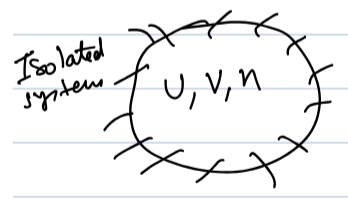 Isolated
system
U, V, n